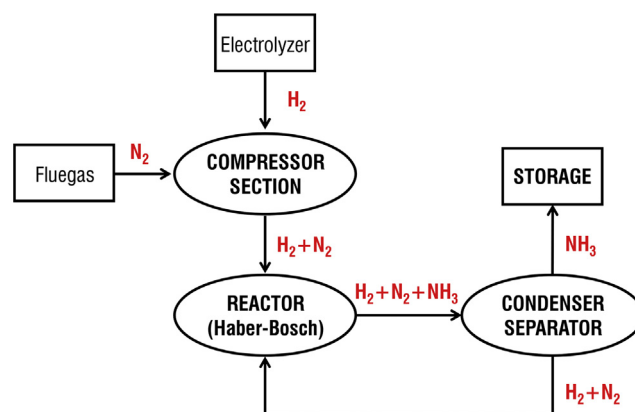 Electrolyzer
H₂
N₂
Fluegas
COMPRESSOR
SECTION
STORAGE
H₂+N₂
NH₃
REACTOR
(Haber-Bosch)
H₂+N₂+NH₃
CONDENSER
SEPARATOR
H₂+N₂